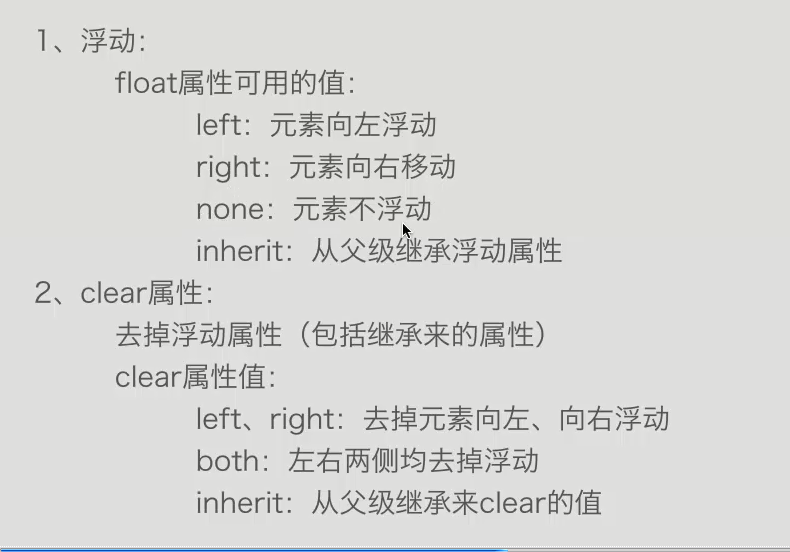 1、浮动：
float属性可用的值：
left：元素向左浮动
right：元素向右移动
none：元素不浮动
inherit：从父级继承浮动属性
2、clear属性：
去掉浮动属性（包括继承来的属性）
clear属性值：
left、right：去掉元素向左、向右浮动
both：左右两侧均去掉浮动
inherit：从父级继承来clear的值